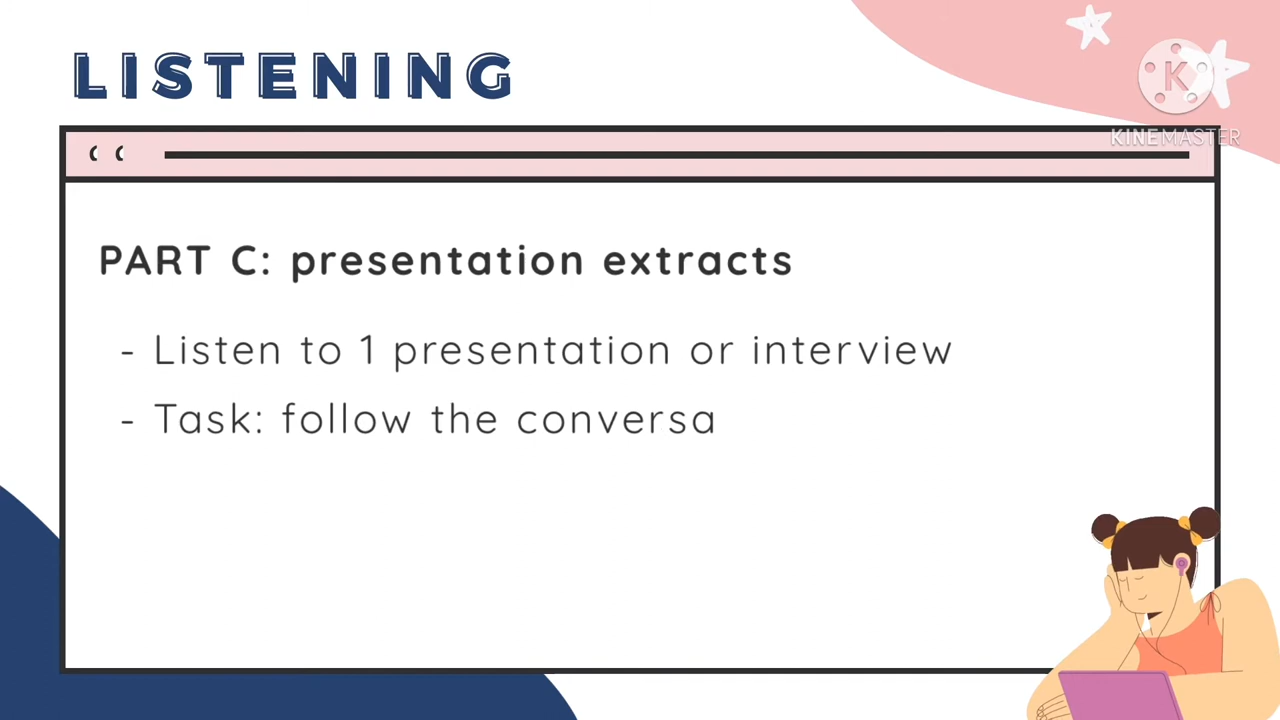 LISTENING
KINEMASTER
PART C: presentation extracts
- Listen to 1 presentation or interview
- Task: follow the conversa